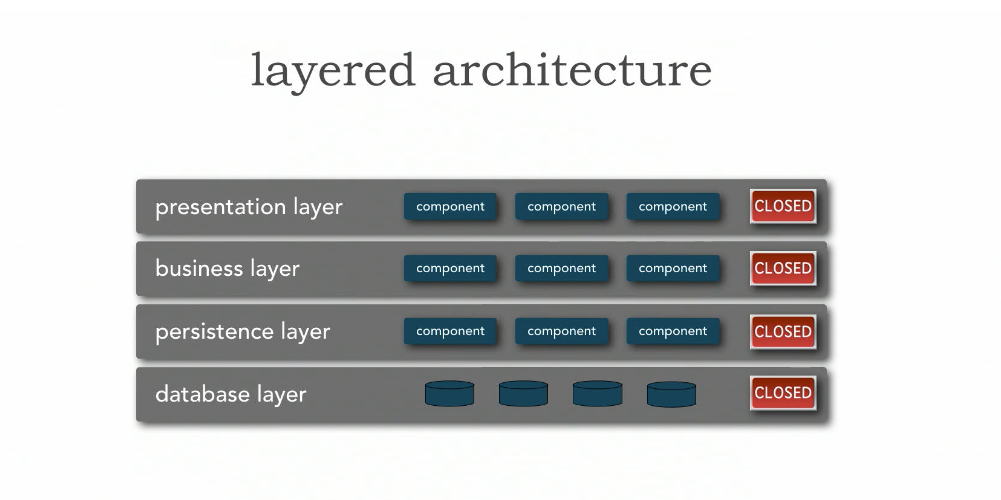 layered architecture
presentation layer component component component CLOSED
business layer component component component CLOSED
persistence layer component component component CLOSED
database layer CLOSED